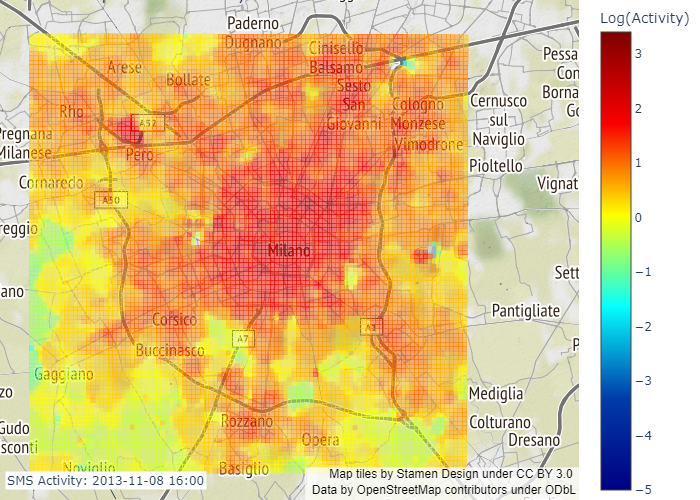 Paderno
Dugnano
Cinisello
Balsamo
Arese
Bollate
Sesto
San
Giovanni
Cologno
Monzese
Vimodrone
Rho
A52
Pero
Pregnana
Milanese
Cornaredo
A50
reggio
ano
Milano
Corsico
Buccinasco
A7
Gaggiano
zo
Gudo
sconti
Rozzano
Opera
Noviglio
Basiglio
Pessa
Con
Borna
Go
Cernusco
sul
Naviglio
Pioltello
Vignat
Sett
Pantigliate
P
Mediglia
Colturano
Dresano
Log(Activity)
3
2
1
0
−1
−2
−3
−4
−5
SMS Activity: 2013-11-08 16:00
Map tiles by Stamen Design under CC BY 3.0
Data by OpenStreetMap contributors under ODbL